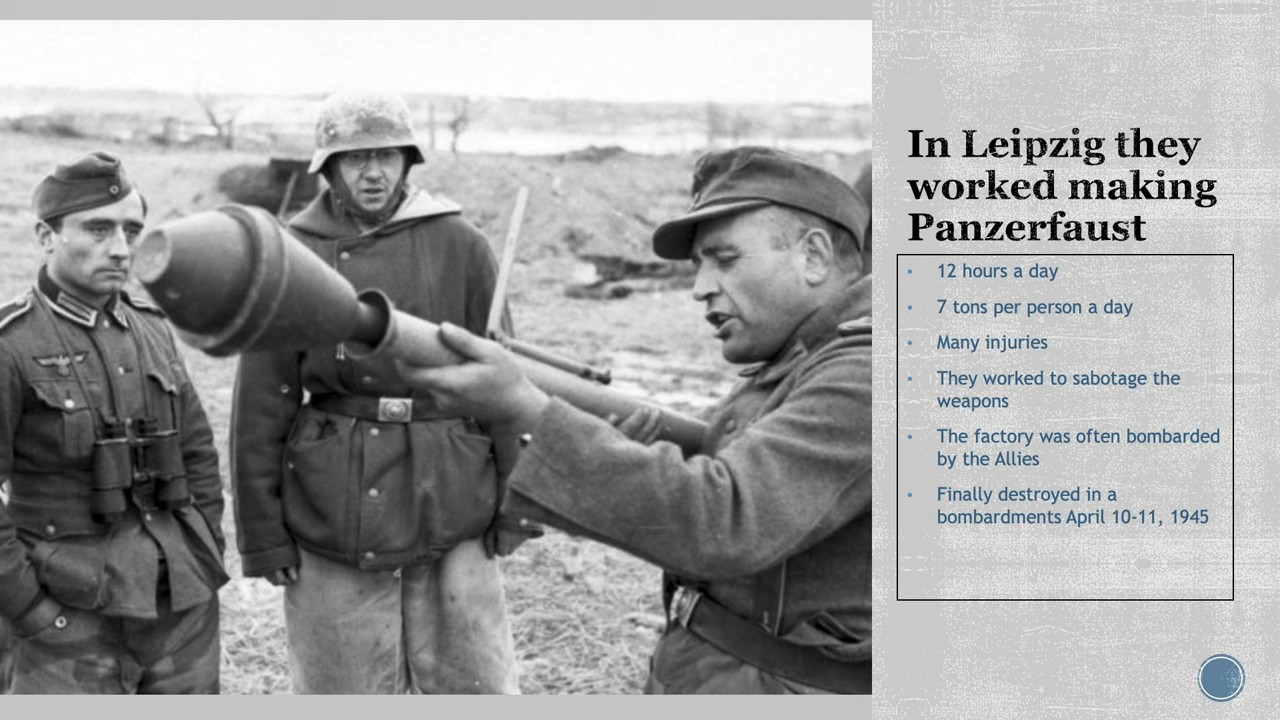 In Leipzig they
worked making
Panzerfaust
• 12 hours a day
• 7 tons per person a day
• Many injuries
• They worked to sabotage the
weapons
• The factory was often bombarded
by the Allies
• Finally destroyed in a
bombardments April 10-11, 1945